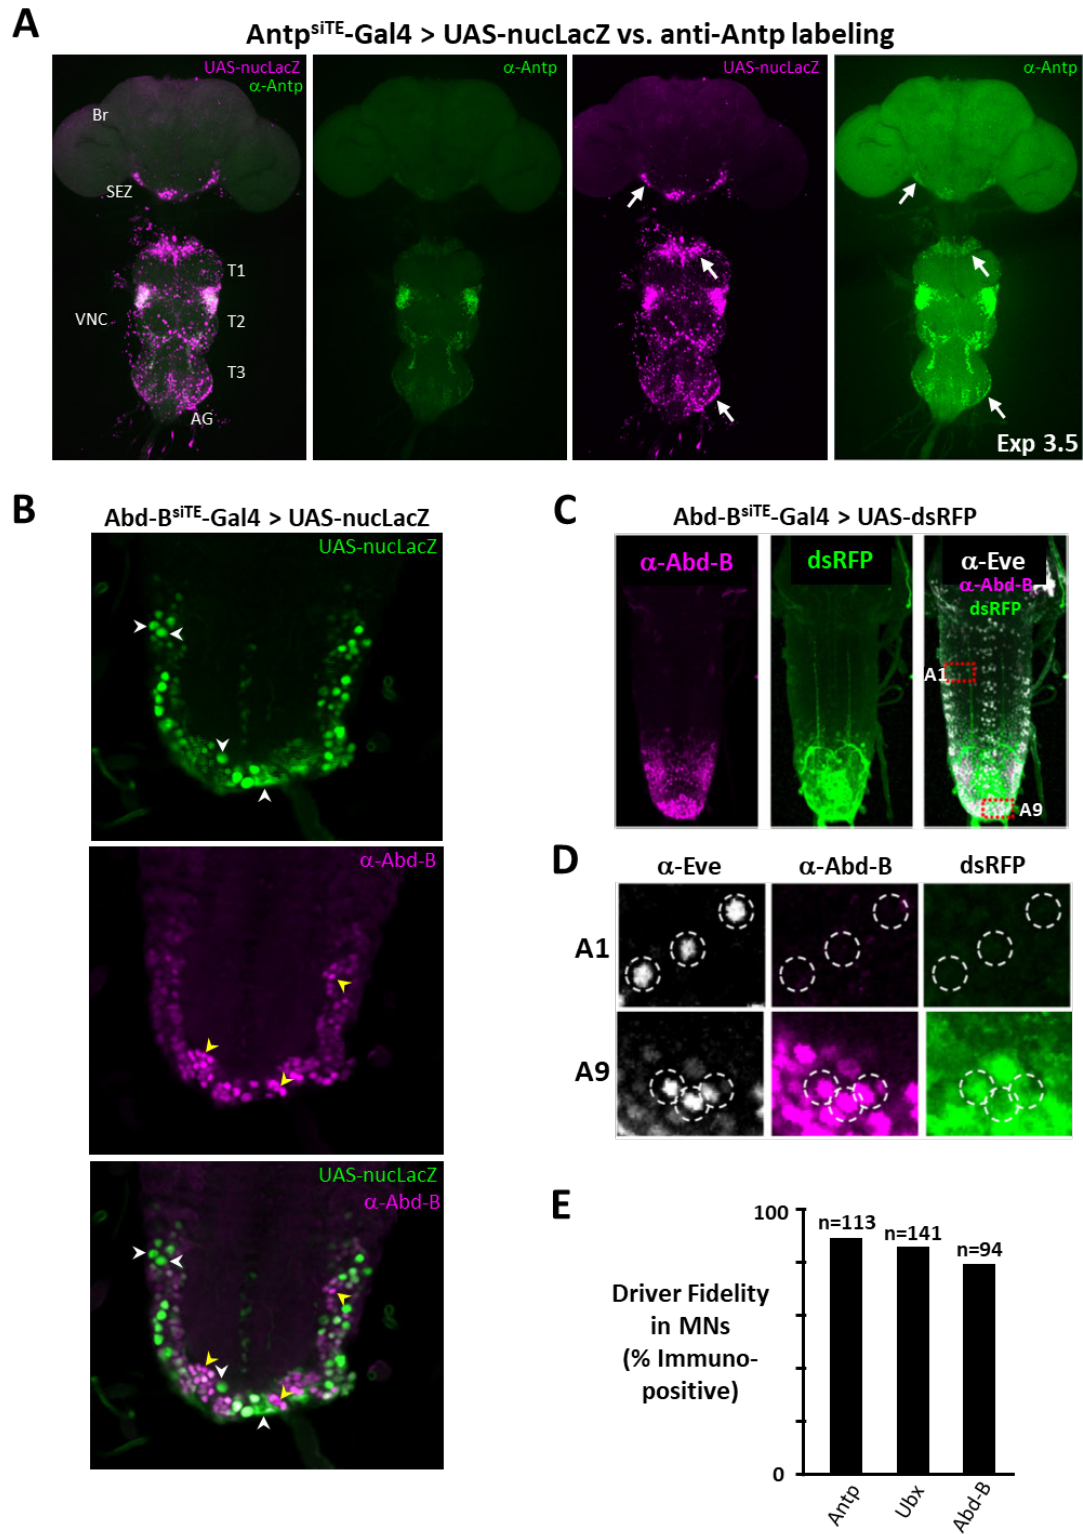 A
Antp^siTE-Gal4 > UAS-nucLacZ vs. anti-Antp labeling
UAS-nucLacZ
α-Antp
Br
SEZ
T1
VNC
T2
T3
AG
α-Antp
UAS-nucLacZ
α-Antp
Exp 3.5
B
Abd-B^siTE-Gal4 > UAS-nucLacZ
UAS-nucLacZ
α-Abd-B
UAS-nucLacZ
α-Abd-B
C
Abd-B^siTE-Gal4 > UAS-dsRFP
α-Abd-B
dsRFP
α-Eve
α-Abd-B
dsRFP
A1
A9
D
α-Eve α-Abd-B dsRFP
A1
A9
E
100
n=113
n=141
n=94
Driver Fidelity
in MNs
(% Immuno-
positive)
0
Antp
Ubx
Abd-B